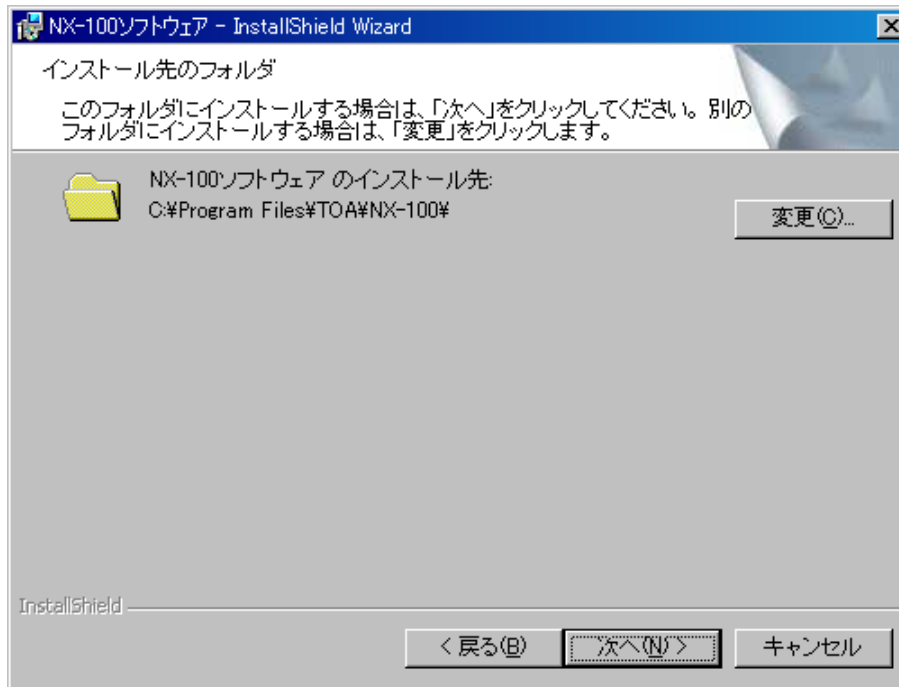 NX-100ソフトウェア - InstallShield Wizard
インストール先のフォルダ
このフォルダにインストールする場合は、「次へ」をクリックしてください。別の
フォルダにインストールする場合は、「変更」をクリックします。
NX-100ソフトウェア のインストール先:
C:¥Program Files¥TOA¥NX-100¥
変更(C)...
InstallShield
< 戻る(B)
次へ(N) >
キャンセル